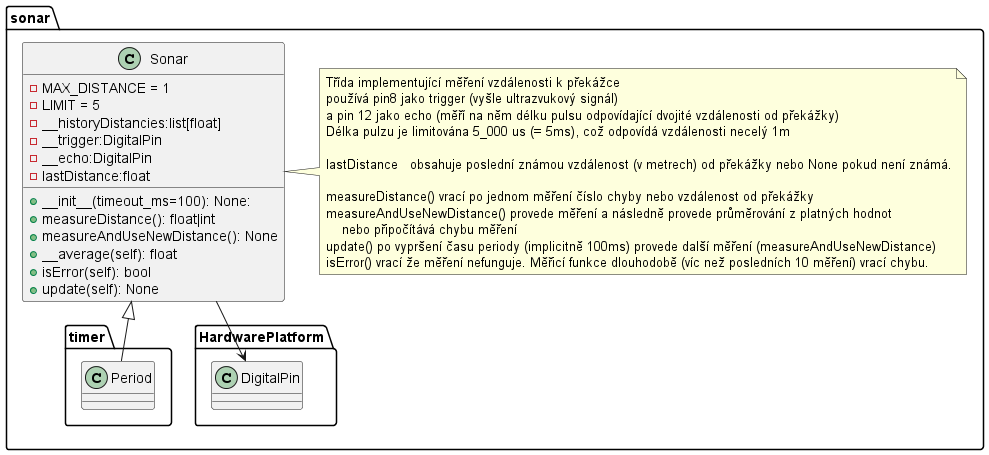 sonar
C Sonar
MAX_DISTANCE = 1
LIMIT = 5
__historyDistancies:list[float]
__trigger:DigitalPin
__echo:DigitalPin
lastDistance:float
__init__(timeout_ms=100): None:
measureDistance(): float|int
measureAndUseNewDistance(): None
__average(self): float
isError(self): bool
update(self): None
Třída implementující měření vzdálenosti k překážce
používá pin8 jako trigger (vyšle ultrazvukový signál)
a pin 12 jako echo (měří na něm délku pulsu odpovídající dvojité vzdálenosti od překážky)
Délka pulzu je limitována 5_000 us (= 5ms), což odpovídá vzdálenosti necelý 1m
lastDistance obsahuje poslední známou vzdálenost (v metrech) od překážky nebo None pokud není známá.
measureDistance() vrací po jednom měření číslo chyby nebo vzdálenost od překážky
measureAndUseNewDistance() provede měření a následně provede průměrování z platných hodnot
nebo připočítává chybu měření
update() po vypršení času periody (implicitně 100ms) provede další měření (measureAndUseNewDistance)
isError() vrací že měření nefunguje. Měřicí funkce dlouhodobě (víc než posledních 10 měření) vrací chybu.
timer
C Period
HardwarePlatform
C DigitalPin